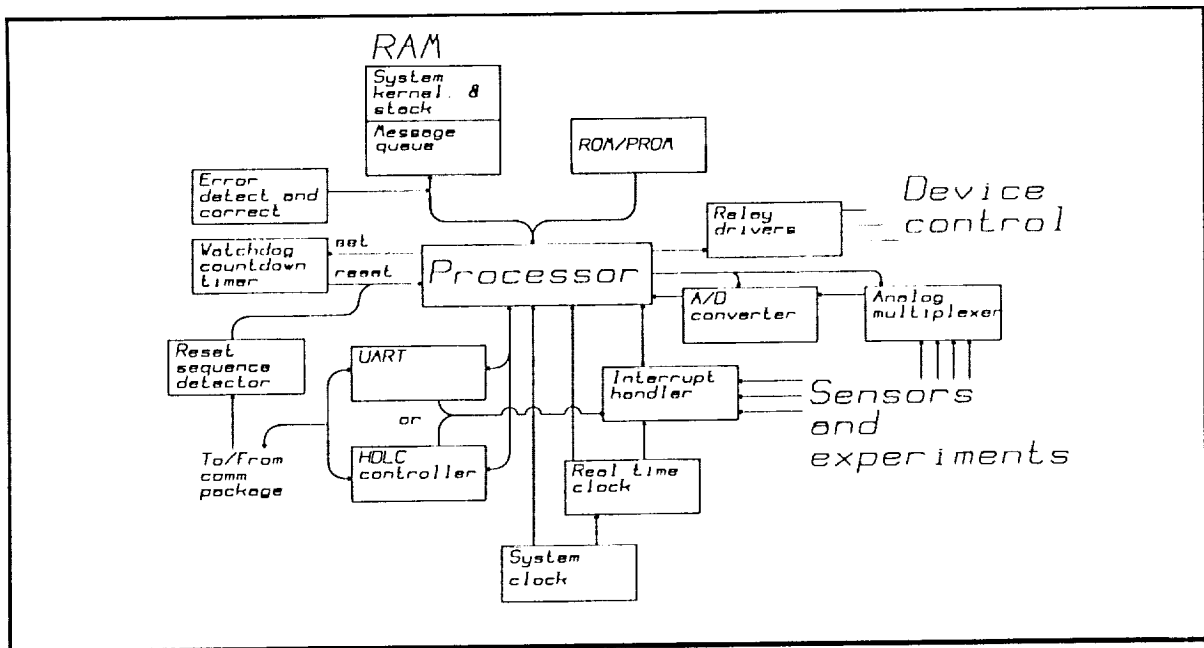 RAM
System
kernel. &
stack
Message
queue
ROM/PROM
Error
detect and
correct
Watchdog
countdown
timer
set
reset
Processor
Relay
drivers
Device
control
A/D
converter
Analog
multiplexer
Reset
sequence
detector
UART
or
HDLC
controller
Interrupt
handler
Sensors
and
experiments
To/From
comm
package
Real time
clock
System
clock